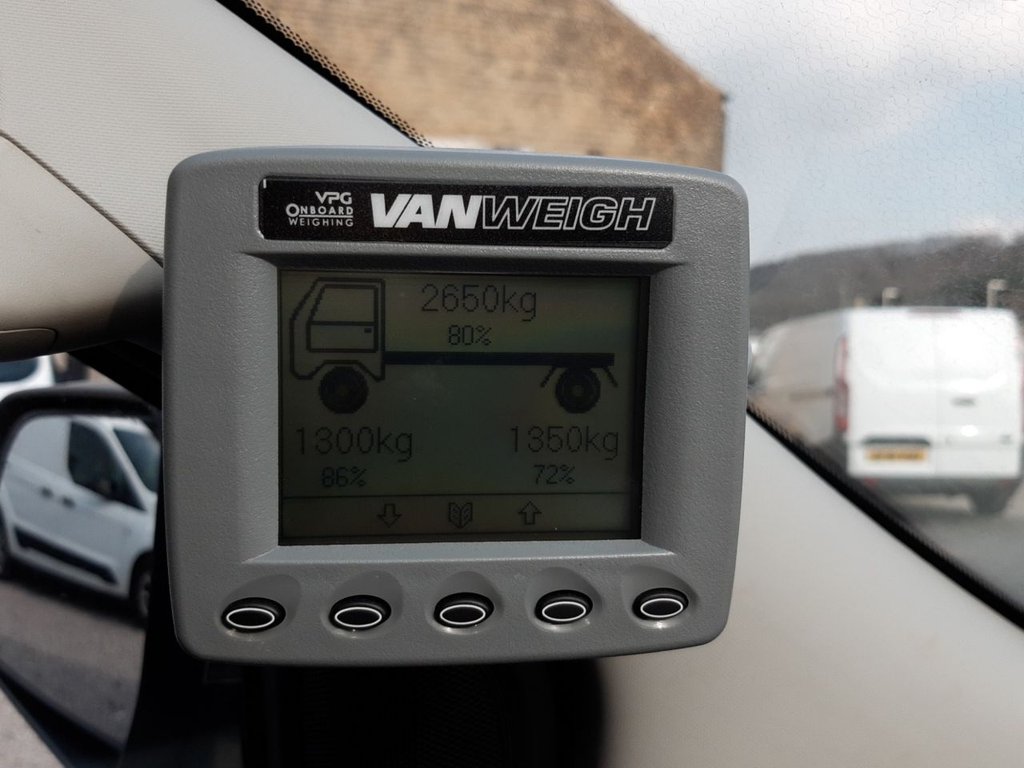 VPG
ONBOARD
WEIGHING
VANWEIGH
2650kg
80%
1300kg 1350kg
86% 72%